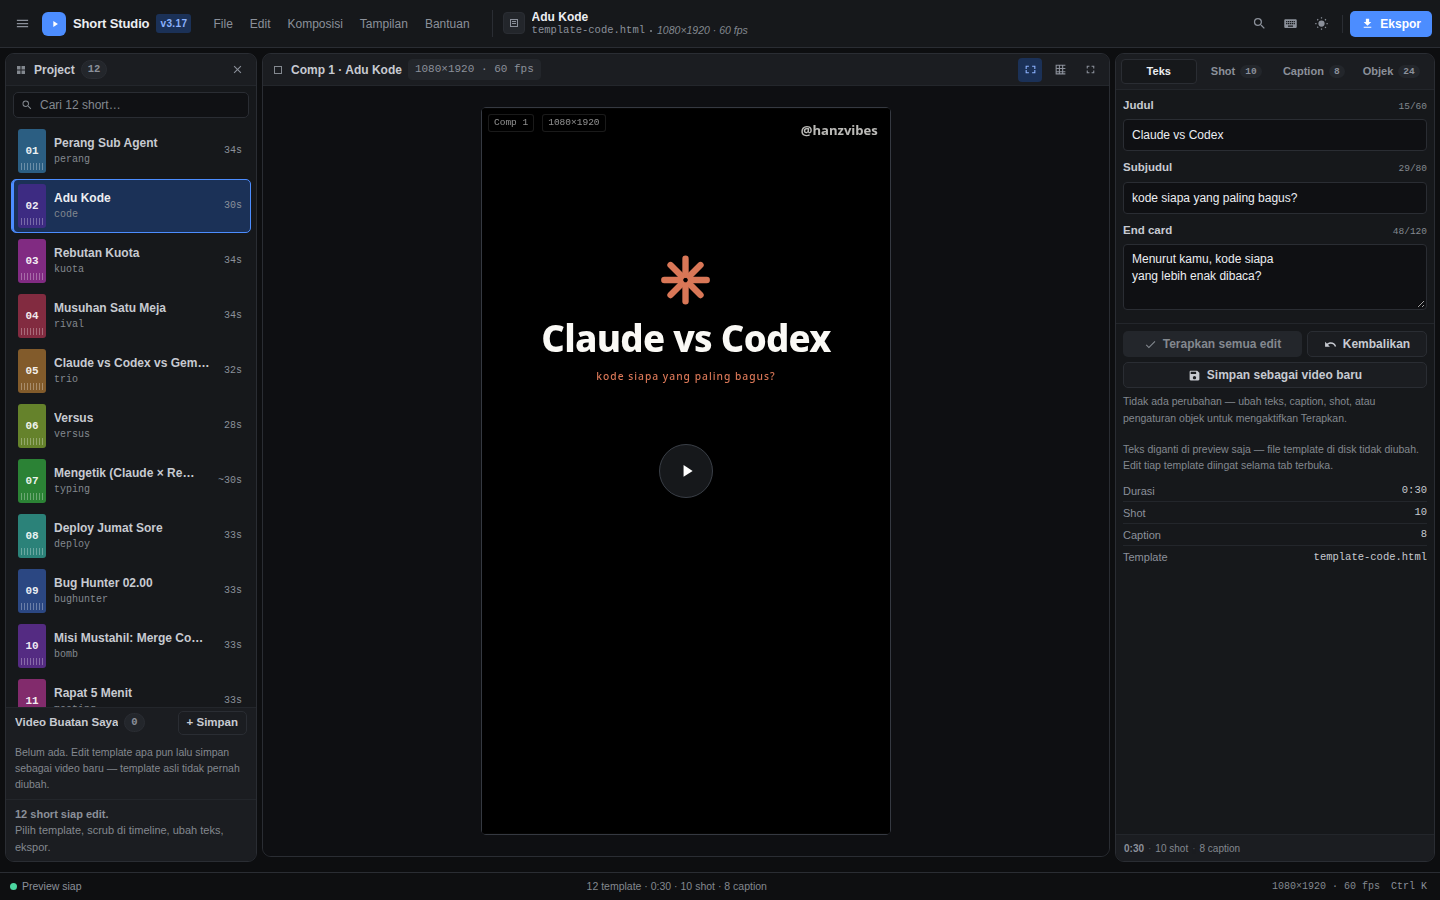 Short Studio v3.17 File Edit Komposisi Tampilan Bantuan
Adu Kode
template-code.html · 1080×1920 · 60 fps
Ekspor
Project 12
Cari 12 short…
01 Perang Sub Agent 34s
perang
02 Adu Kode 30s
code
03 Rebutan Kuota 34s
kuota
04 Musuhan Satu Meja 34s
rival
05 Claude vs Codex vs Gem… 32s
trio
06 Versus 28s
versus
07 Mengetik (Claude × Re… ~30s
typing
08 Deploy Jumat Sore 33s
deploy
09 Bug Hunter 02.00 33s
bughunter
10 Misi Mustahil: Merge Co… 33s
bomb
11 Rapat 5 Menit 33s
Video Buatan Saya 0 + Simpan
Belum ada. Edit template apa pun lalu simpan
sebagai video baru — template asli tidak pernah
diubah.
12 short siap edit.
Pilih template, scrub di timeline, ubah teks,
ekspor.
Comp 1 · Adu Kode 1080×1920 · 60 fps
Comp 1 1080×1920
@hanzvibes
Claude vs Codex
kode siapa yang paling bagus?
Teks Shot 10 Caption 8 Objek 24
Judul 15/60
Claude vs Codex
Subjudul 29/80
kode siapa yang paling bagus?
End card 48/120
Menurut kamu, kode siapa
yang lebih enak dibaca?
Terapkan semua edit Kembalikan
Simpan sebagai video baru
Tidak ada perubahan — ubah teks, caption, shot, atau
pengaturan objek untuk mengaktifkan Terapkan.
Teks diganti di preview saja — file template di disk tidak diubah.
Edit tiap template diingat selama tab terbuka.
Durasi 0:30
Shot 10
Caption 8
Template template-code.html
0:30 · 10 shot · 8 caption
Preview siap
12 template · 0:30 · 10 shot · 8 caption
1080×1920 · 60 fps Ctrl K